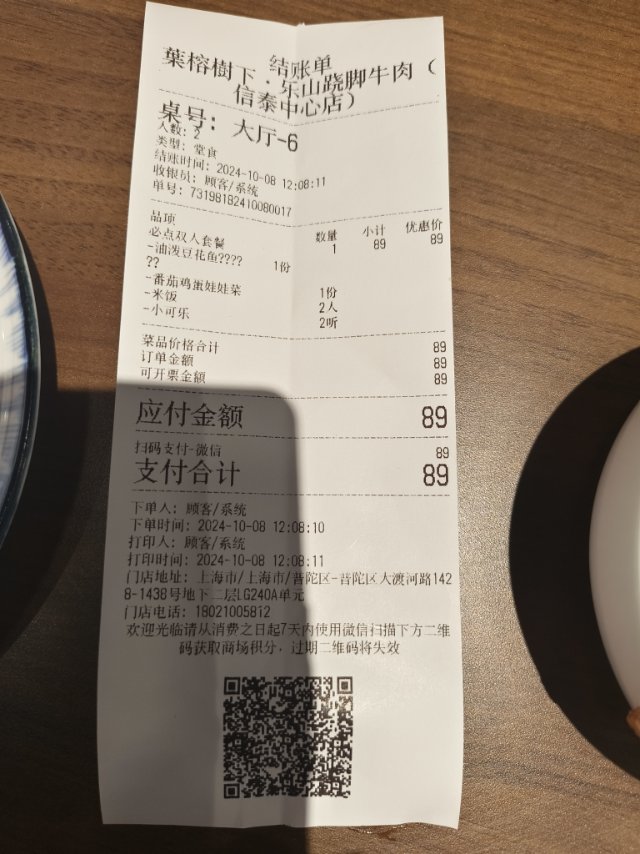 结账单
葉榕樹下·乐山跷脚牛肉（
信泰中心店）
桌号: 大厅-6
人数: 2
类型: 堂食
结账时间: 2024-10-08 12:08:11
收银员: 顾客/系统
单号: 73198182410080017
品项 数量 小计 优惠价
必点双人套餐 1 89 89
-油泼豆花鱼???? 1份
??
-番茄鸡蛋娃娃菜 1份
-米饭 2人
-小可乐 2听
菜品价格合计 89
订单金额 89
可开票金额 89
应付金额 89
扫码支付-微信 89
支付合计 89
下单人: 顾客/系统
下单时间: 2024-10-08 12:08:10
打印人: 顾客/系统
打印时间: 2024-10-08 12:08:11
门店地址: 上海市/上海市/普陀区-普陀区大渡河路142
8-1438号地下二层LG240A单元
门店电话: 18021005812
欢迎光临请从消费之日起7天内使用微信扫描下方二维
码获取商场积分，过期二维码将失效